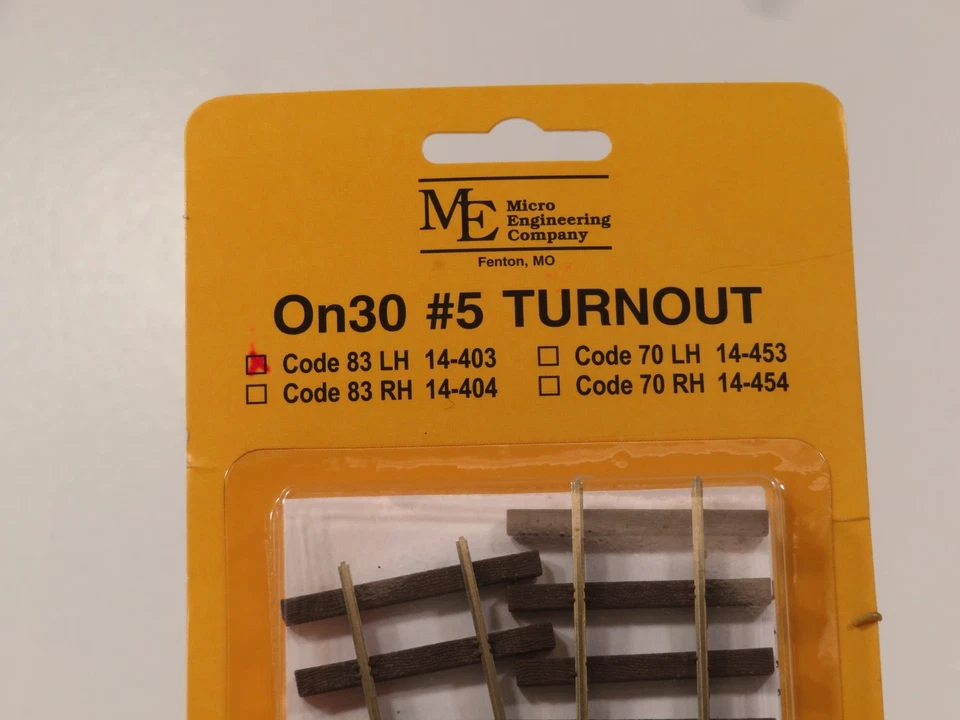 ME Micro
Engineering
Company
Fenton, MO
On30 #5 TURNOUT
Code 83 LH 14-403
Code 70 LH 14-453
Code 83 RH 14-404
Code 70 RH 14-454